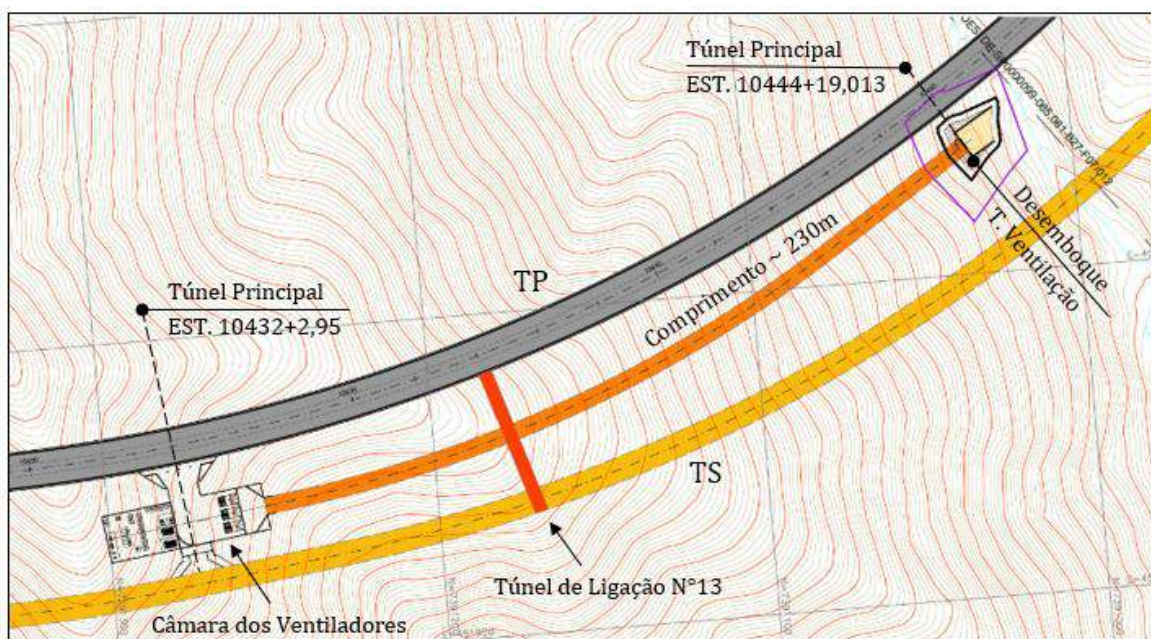 Túnel Principal
EST. 10444+19,013
Desemboque
T. Ventilação
Comprimento ~ 230m
TP
Túnel Principal
EST. 10432+2,95
TS
Túnel de Ligação N°13
Câmara dos Ventiladores